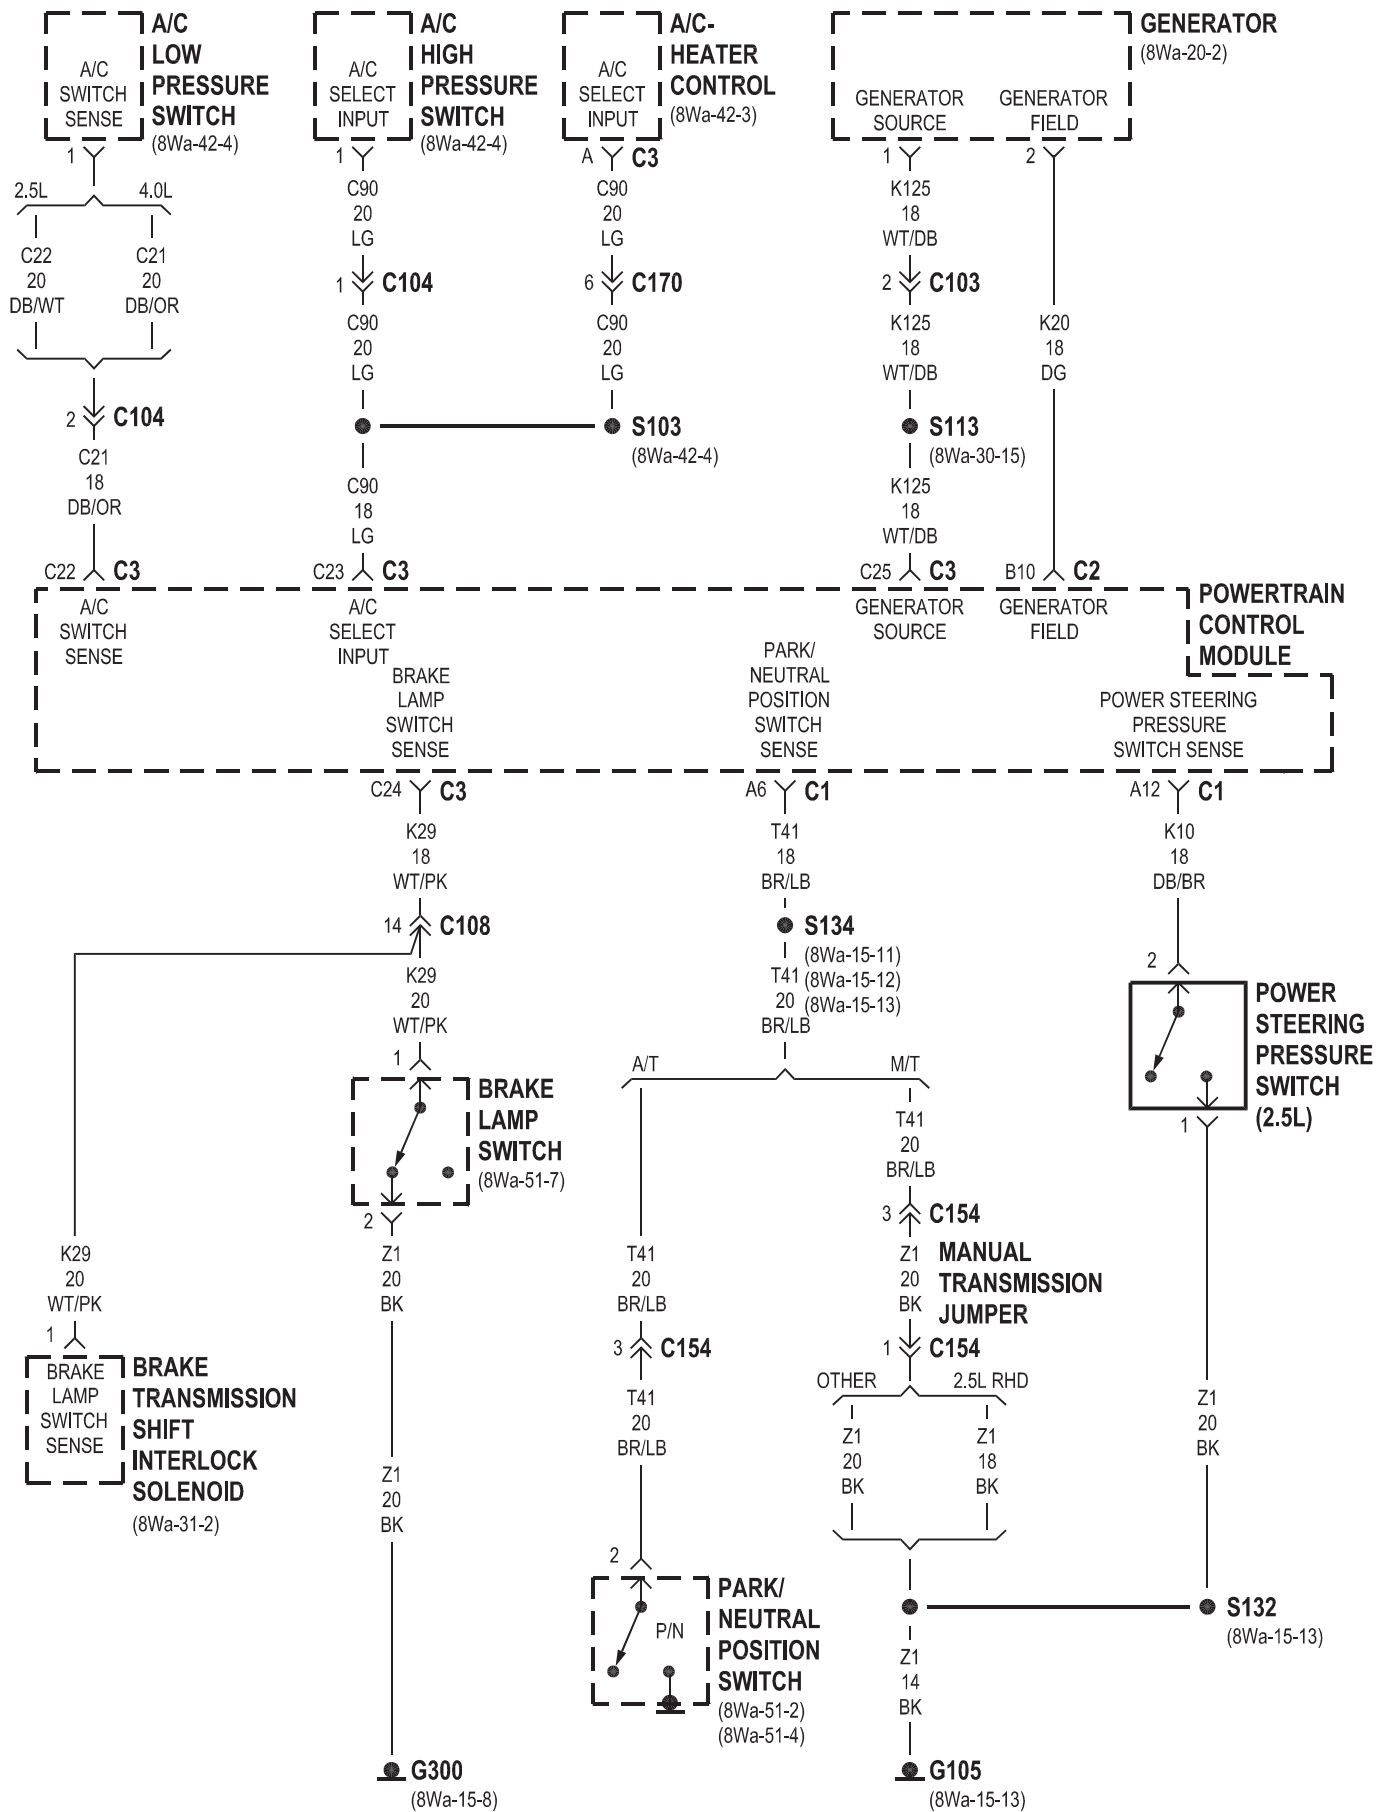 A/C
LOW
PRESSURE
SWITCH
(8Wa-42-4)
A/C
SWITCH
SENSE
1
2.5L
4.0L
C22
20
DB/WT
C21
20
DB/OR
2
C104
C21
18
DB/OR
C22
C3
A/C
HIGH
PRESSURE
SWITCH
(8Wa-42-4)
A/C
SELECT
INPUT
1
C90
20
LG
1
C104
C90
20
LG
C90
18
LG
C23
C3
A/C-
HEATER
CONTROL
(8Wa-42-3)
A/C
SELECT
INPUT
A
C3
C90
20
LG
6
C170
C90
20
LG
S103
(8Wa-42-4)
GENERATOR
(8Wa-20-2)
GENERATOR
SOURCE
GENERATOR
FIELD
1
2
K125
18
WT/DB
2
C103
K125
18
WT/DB
S113
(8Wa-30-15)
K125
18
WT/DB
C25
C3
K20
18
DG
B10
C2
POWERTRAIN
CONTROL
MODULE
A/C
SWITCH
SENSE
A/C
SELECT
INPUT
GENERATOR
SOURCE
GENERATOR
FIELD
BRAKE
LAMP
SWITCH
SENSE
PARK/
NEUTRAL
POSITION
SWITCH
SENSE
POWER STEERING
PRESSURE
SWITCH SENSE
C24
C3
K29
18
WT/PK
14
C108
K29
20
WT/PK
1
BRAKE
LAMP
SWITCH
(8Wa-51-7)
2
Z1
20
BK
Z1
20
BK
G300
(8Wa-15-8)
K29
20
WT/PK
1
BRAKE
LAMP
SWITCH
SENSE
BRAKE
TRANSMISSION
SHIFT
INTERLOCK
SOLENOID
(8Wa-31-2)
A6
C1
T41
18
BR/LB
S134
(8Wa-15-11)
(8Wa-15-12)
(8Wa-15-13)
T41
20
BR/LB
A/T
M/T
T41
20
BR/LB
3
C154
T41
20
BR/LB
2
P/N
PARK/
NEUTRAL
POSITION
SWITCH
(8Wa-51-2)
(8Wa-51-4)
T41
20
BR/LB
3
C154
Z1
20
BK
MANUAL
TRANSMISSION
JUMPER
1
C154
OTHER
2.5L RHD
Z1
20
BK
Z1
18
BK
Z1
14
BK
G105
(8Wa-15-13)
A12
C1
K10
18
DB/BR
2
POWER
STEERING
PRESSURE
SWITCH
(2.5L)
1
Z1
20
BK
S132
(8Wa-15-13)